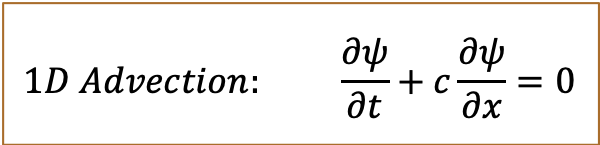 1D Advection: ∂ψ/∂t + c ∂ψ/∂x = 0